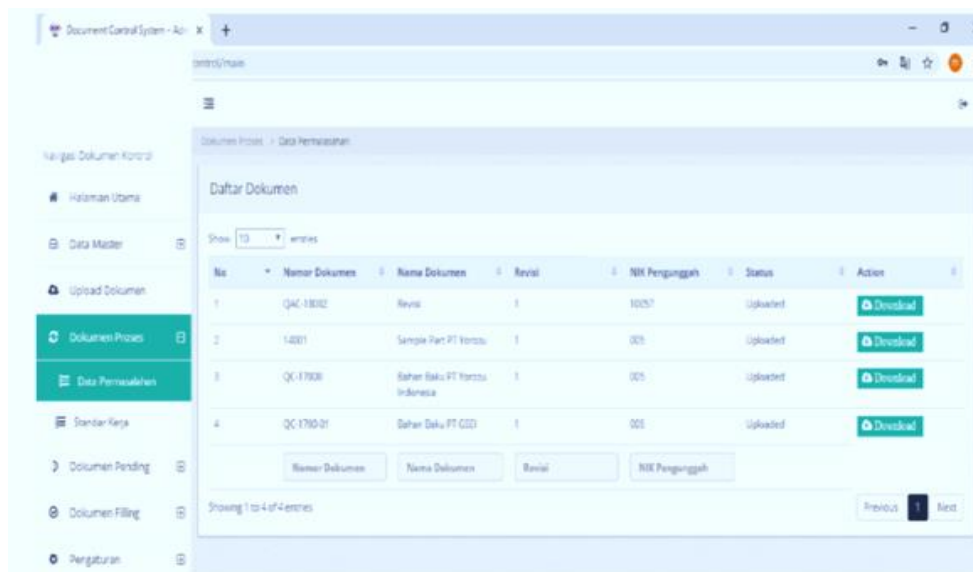 Document Control System - Adm
ontrol/main
Dokumen Proses > Data Permasalahan
Navigasi Dokumen Kontrol
Halaman Utama
Data Master
Upload Dokumen
Dokumen Proses
Data Permasalahan
Standar Kerja
Dokumen Pending
Dokumen Filling
Pengaturan
Daftar Dokumen
Show 10 entries
No Nomor Dokumen Nama Dokumen Revisi NIK Pengunggah Status Action
1 Revisi 1 10057 Uploaded Download
2 14001 Sample Part PT Yorozu 1 005 Uploaded Download
3 Bahan Baku PT Yorozu 1 005 Uploaded Download
Indonesia
4 QC-1760-01 Bahan Baku PT GSD 1 005 Uploaded Download
Nomor Dokumen Nama Dokumen Revisi NIK Pengunggah
Showing 1 to 4 of 4 entries
Previous 1 Next